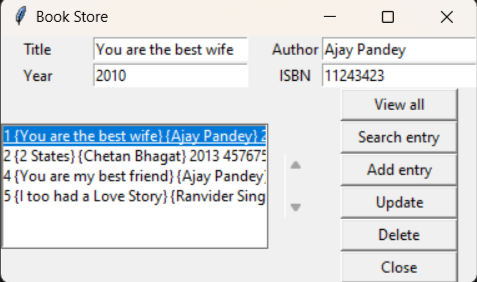 Book Store
Title You are the best wife Author Ajay Pandey
Year 2010 ISBN 11243423
View all
Search entry
Add entry
Update
Delete
Close
1 {You are the best wife} {Ajay Pandey} 2
2 {2 States} {Chetan Bhagat} 2013 457675
4 {You are my best friend} {Ajay Pandey}
5 {I too had a Love Story} {Ranvider Sing